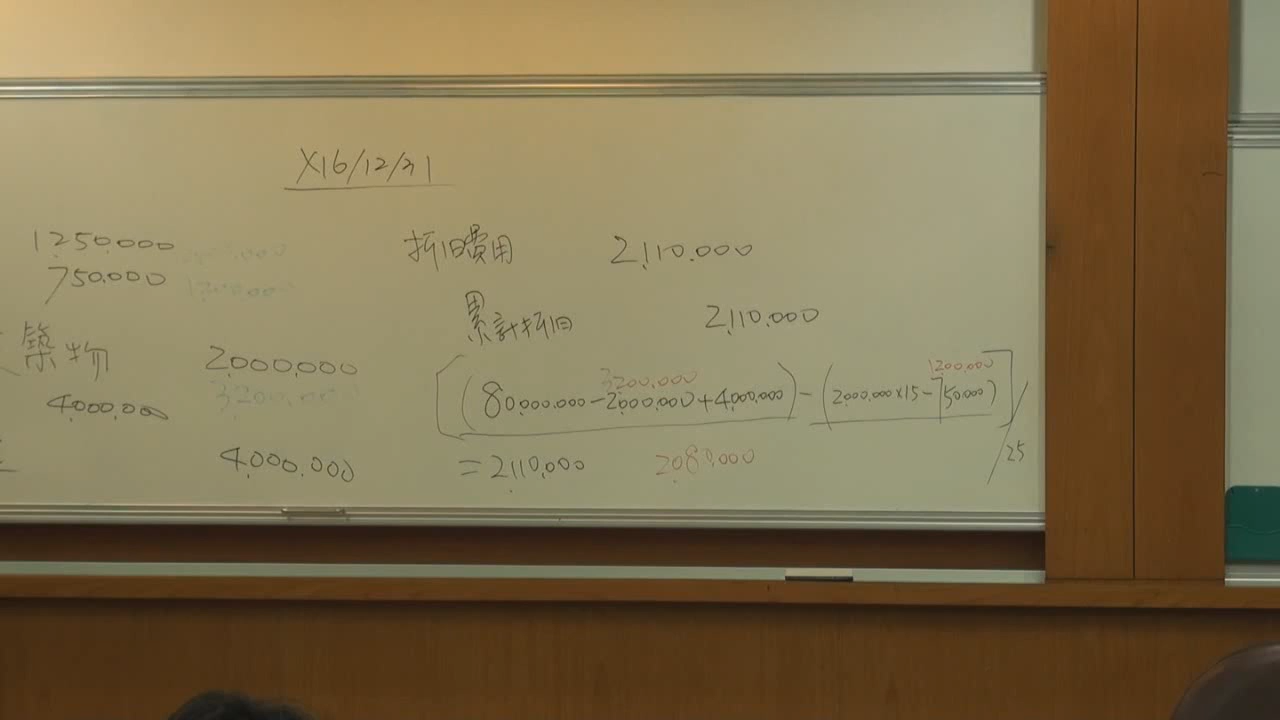 X16/12/31
1,250,000
750,000 1,200,000
折旧費用 2,110,000
累計折旧 2,110,000
築物 2,000,000
3,200,000
4,000,000
4,000,000
3,200,000 1,200,000
[(80,000,000-2,000,000+4,000,000)-(2,000,000×15-750,000)]/25
=2,110,000 2,080,000